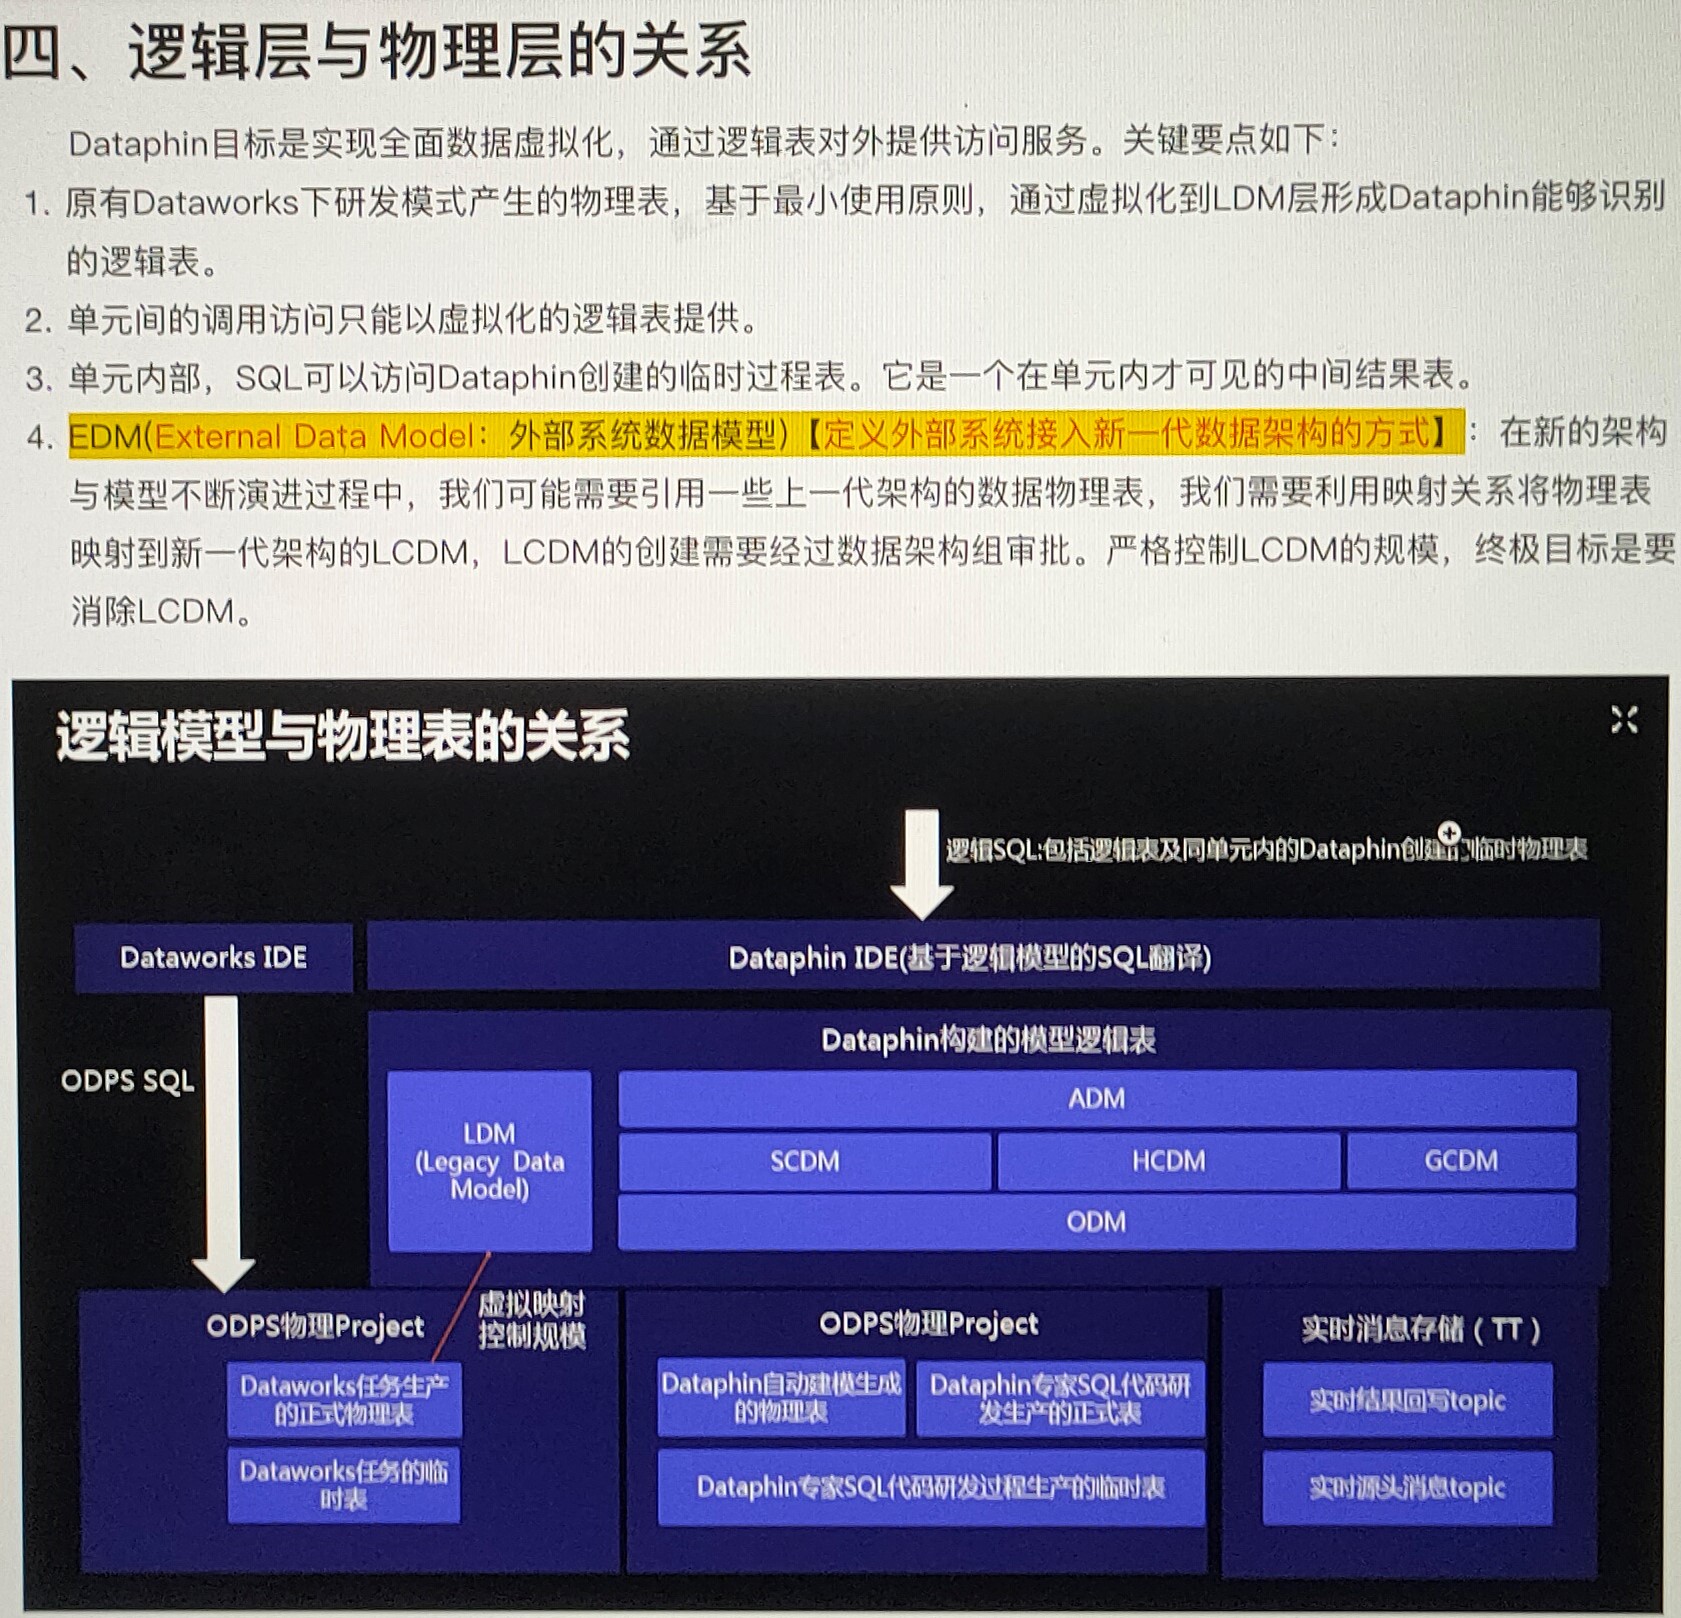 四、逻辑层与物理层的关系
Dataphin目标是实现全面数据虚拟化，通过逻辑表对外提供访问服务。关键要点如下：
1. 原有Dataworks下研发模式产生的物理表，基于最小使用原则，通过虚拟化到LDM层形成Dataphin能够识别
的逻辑表。
2. 单元间的调用访问只能以虚拟化的逻辑表提供。
3. 单元内部，SQL可以访问Dataphin创建的临时过程表。它是一个在单元内才可见的中间结果表。
4. EDM(External Data Model：外部系统数据模型)【定义外部系统接入新一代数据架构的方式】：在新的架构
与模型不断演进过程中，我们可能需要引用一些上一代架构的数据物理表，我们需要利用映射关系将物理表
映射到新一代架构的LCDM，LCDM的创建需要经过数据架构组审批。严格控制LCDM的规模，终极目标是要
消除LCDM。
逻辑模型与物理表的关系
逻辑SQL:包括逻辑表及同单元内的Dataphin创建的临时物理表
Dataworks IDE
Dataphin IDE(基于逻辑模型的SQL翻译)
ODPS SQL
Dataphin构建的模型逻辑表
LDM
(Legacy Data
Model)
ADM
SCDM
HCDM
GCDM
ODM
虚拟映射
控制规模
ODPS物理Project
Dataworks任务生产
的正式物理表
Dataworks任务的临
时表
ODPS物理Project
Dataphin自动建模生成
的物理表
Dataphin专家SQL代码研
发生产的正式表
Dataphin专家SQL代码研发过程生产的临时表
实时消息存储（TT）
实时结果回写topic
实时源头消息topic